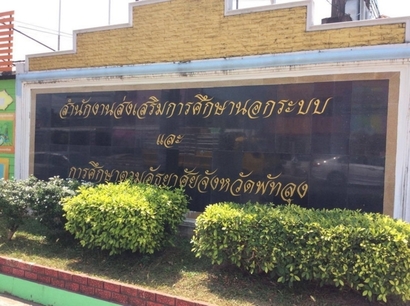 สำนักงานส่งเสริมการศึกษานอกระบบ
และ
การศึกษาตามอัธยาศัยจังหวัดพัทลุง